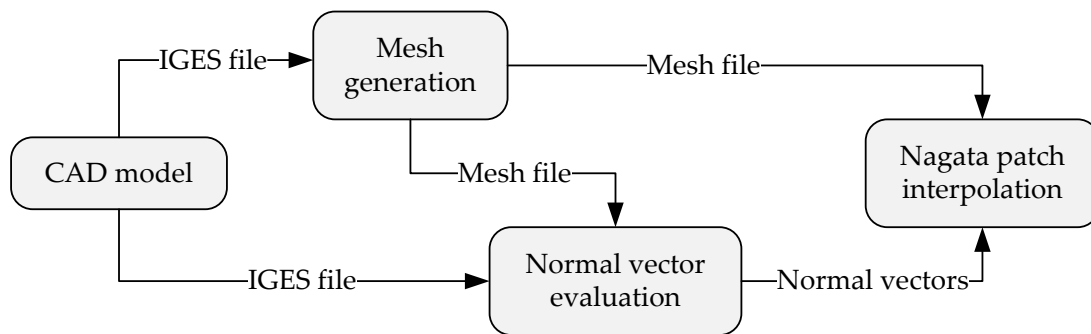 IGES file
Mesh
generation
Mesh file
CAD model
Mesh file
Nagata patch
interpolation
IGES file
Normal vector
evaluation
Normal vectors